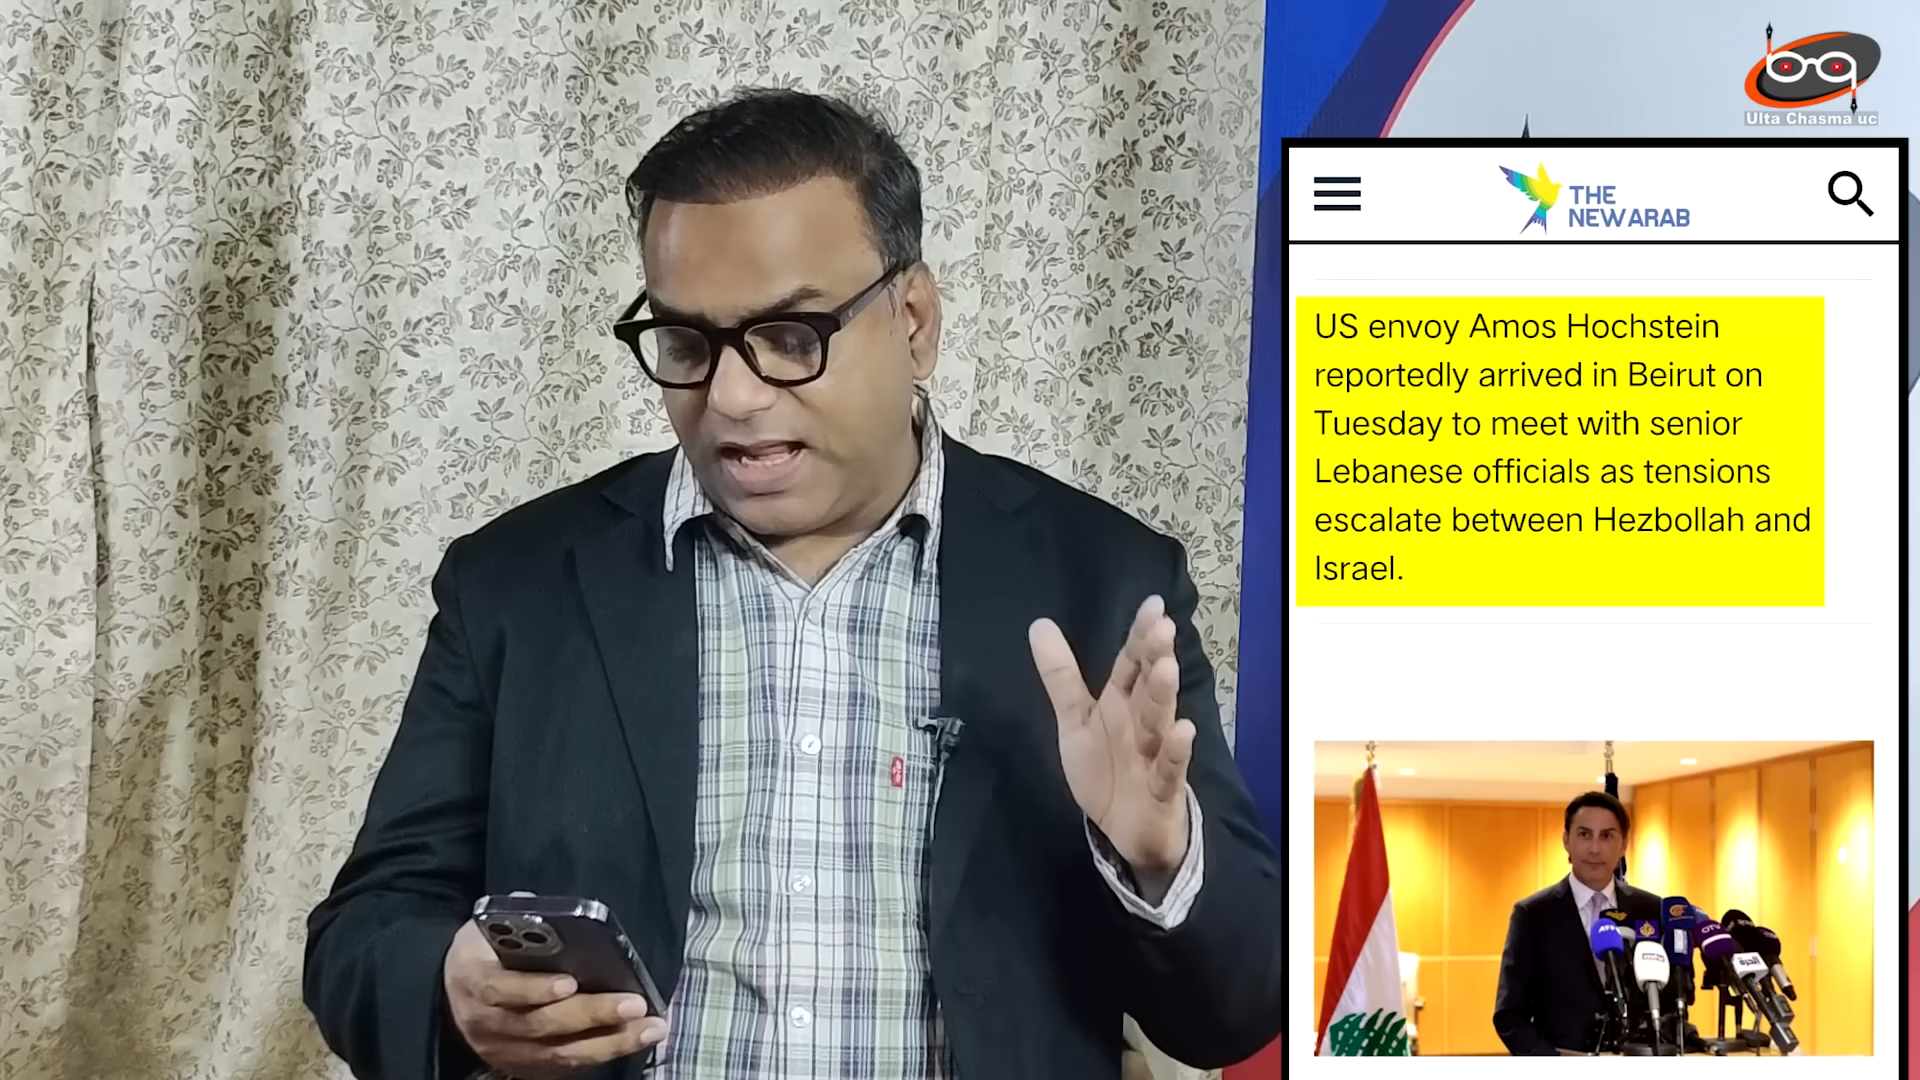 Ulta Chasma uc
THE
NEW ARAB
US envoy Amos Hochstein
reportedly arrived in Beirut on
Tuesday to meet with senior
Lebanese officials as tensions
escalate between Hezbollah and
Israel.